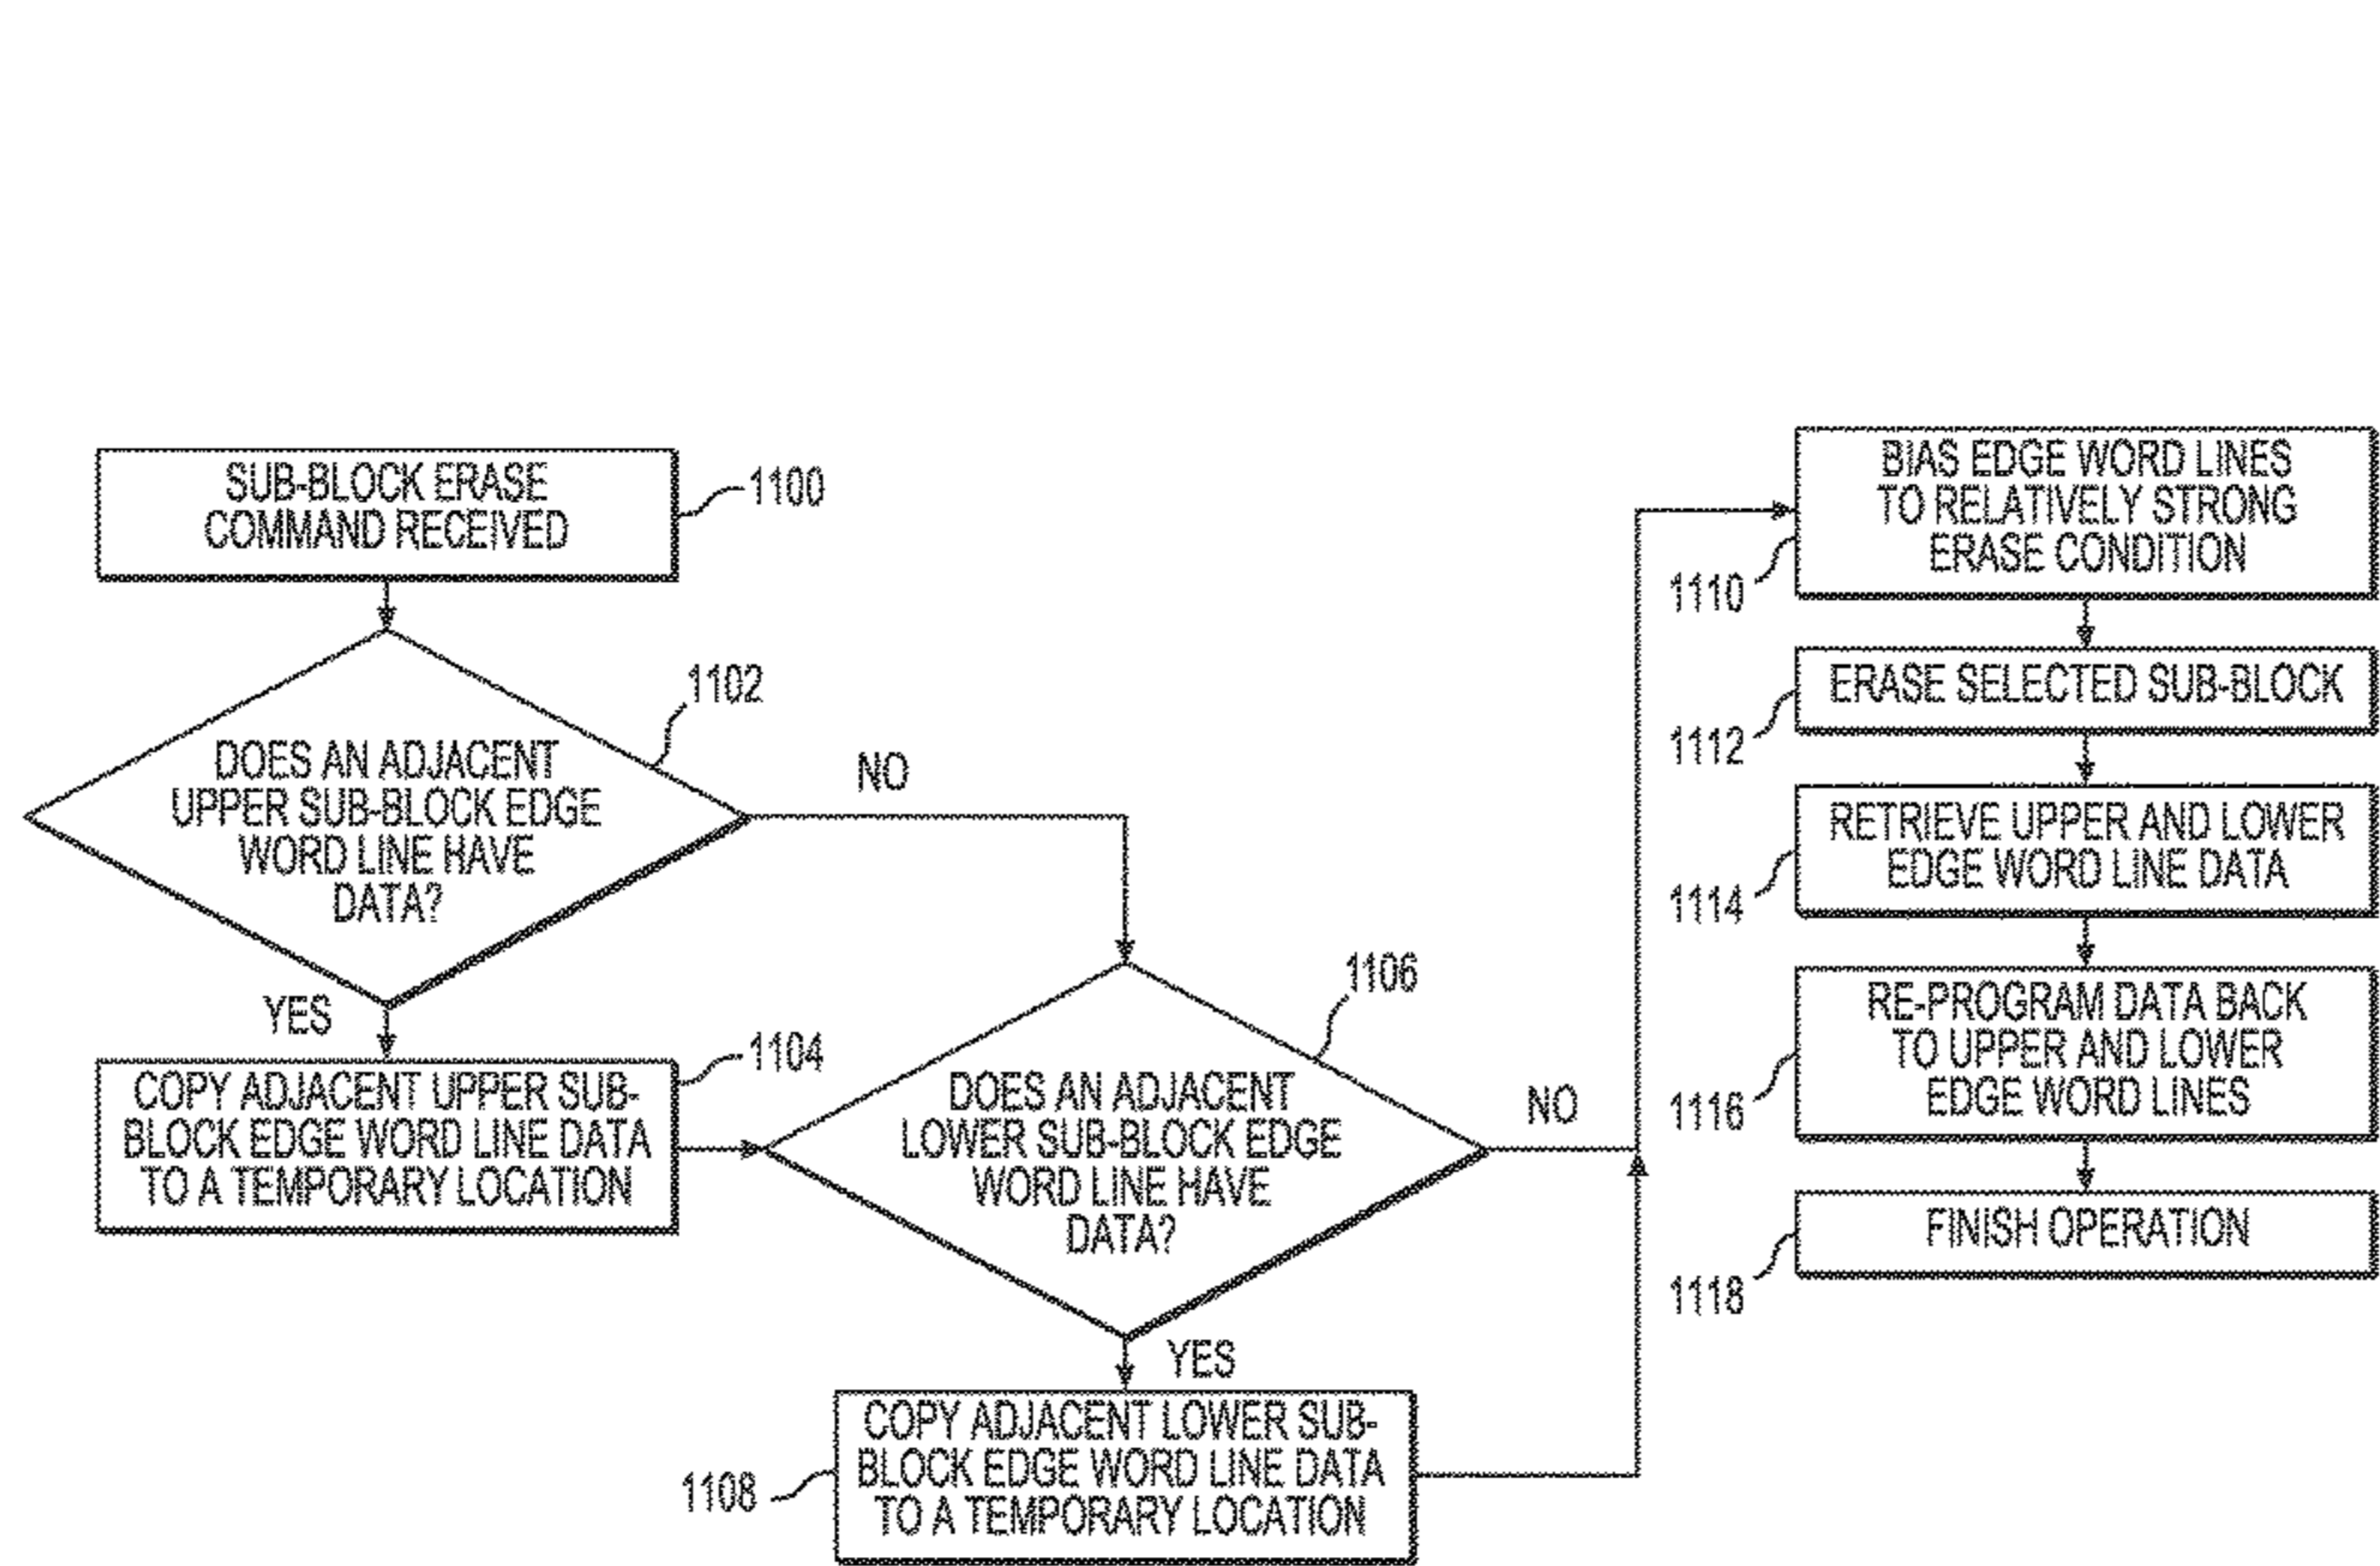 SUB-BLOCK ERASE
COMMAND RECEIVED
1100
DOES AN ADJACENT
UPPER SUB-BLOCK EDGE
WORD LINE HAVE
DATA?
1102
NO
YES
COPY ADJACENT UPPER SUB-
BLOCK EDGE WORD LINE DATA
TO A TEMPORARY LOCATION
1104
DOES AN ADJACENT
LOWER SUB-BLOCK EDGE
WORD LINE HAVE
DATA?
1106
NO
YES
COPY ADJACENT LOWER SUB-
BLOCK EDGE WORD LINE DATA
TO A TEMPORARY LOCATION
1108
BIAS EDGE WORD LINES
TO RELATIVELY STRONG
ERASE CONDITION
1110
ERASE SELECTED SUB-BLOCK
1112
RETRIEVE UPPER AND LOWER
EDGE WORD LINE DATA
1114
RE-PROGRAM DATA BACK
TO UPPER AND LOWER
EDGE WORD LINES
1116
FINISH OPERATION
1118